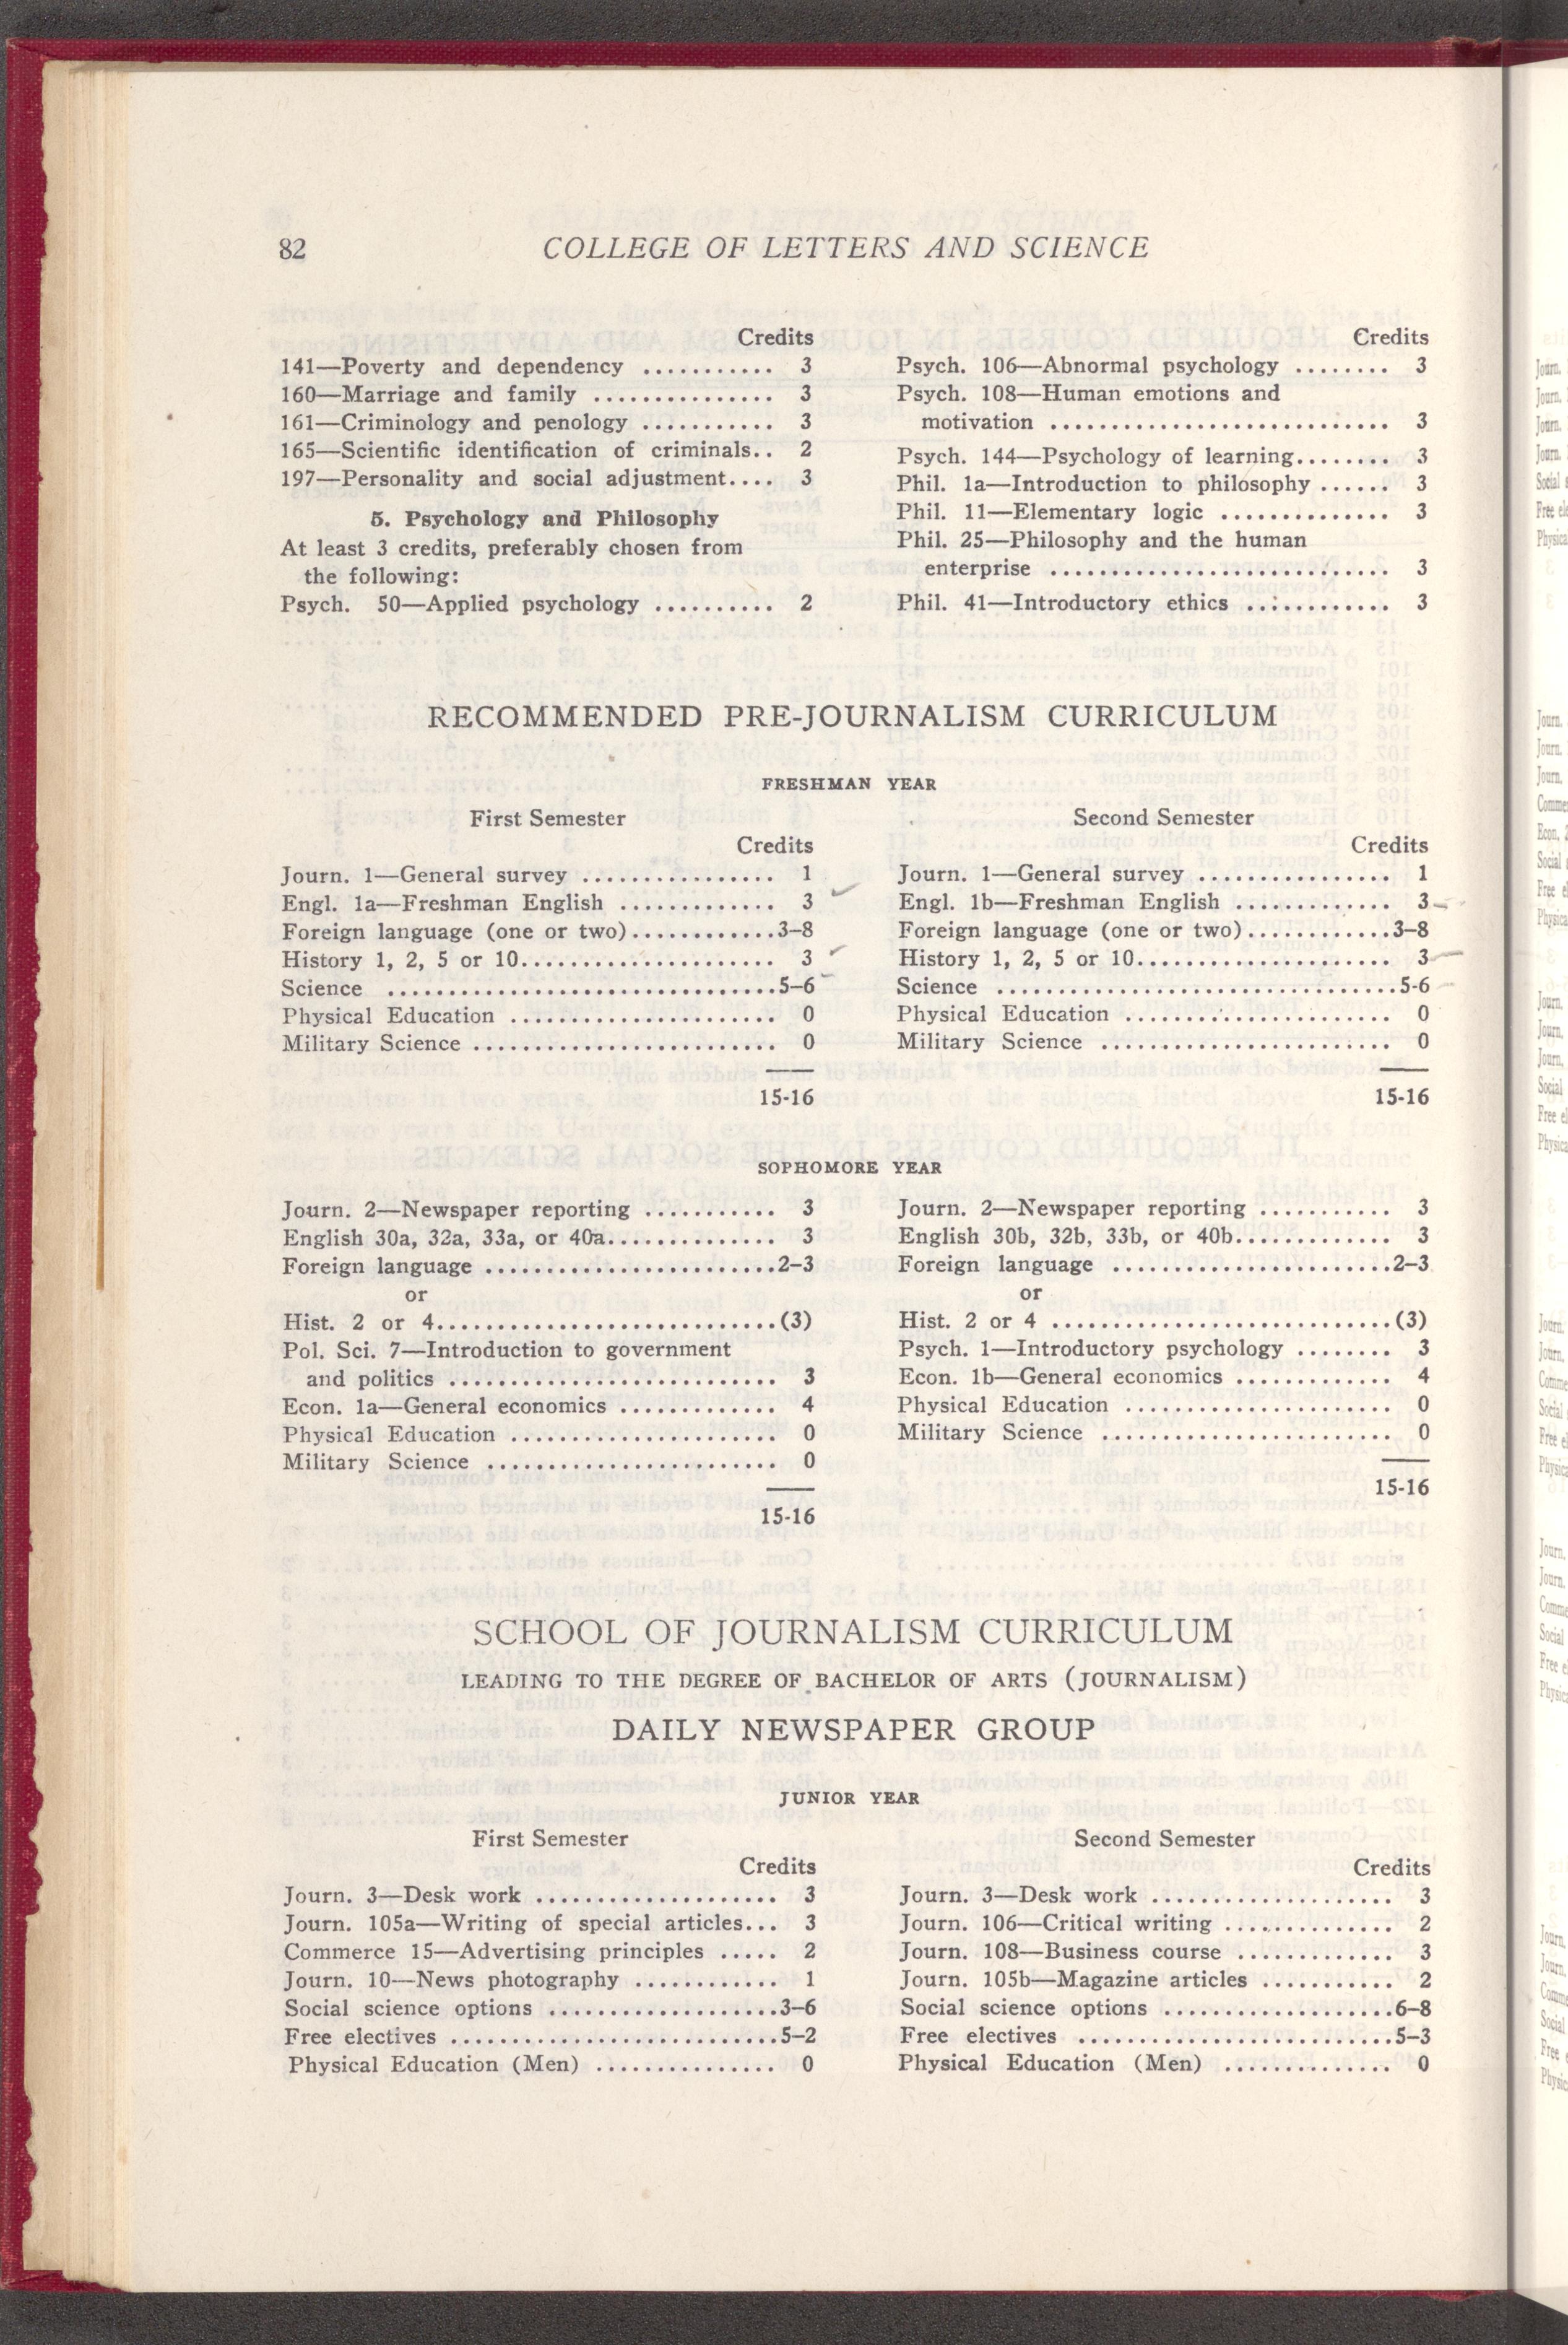 82 COLLEGE OF LETTERS AND SCIENCE
Credits
141—Poverty and dependency ........... 3
160—Marriage and family ............... 3
161—Criminology and penology ........... 3
165—Scientific identification of criminals.. 2
197—Personality and social adjustment.... 3
5. Psychology and Philosophy
At least 3 credits, preferably chosen from
the following:
Psych. 50—Applied psychology .......... 2
Credits
Psych. 106—Abnormal psychology ........ 3
Psych. 108—Human emotions and
motivation ............................ 3
Psych. 144—Psychology of learning........ 3
Phil. 1a—Introduction to philosophy ...... 3
Phil. 11—Elementary logic .............. 3
Phil. 25—Philosophy and the human
enterprise ............................ 3
Phil. 41—Introductory ethics ............ 3
RECOMMENDED PRE-JOURNALISM CURRICULUM
FRESHMAN YEAR
First Semester
Credits
Journ. 1—General survey ................ 1
Engl. 1a—Freshman English ............. 3
Foreign language (one or two)............3–8
History 1, 2, 5 or 10..................... 3
Science ................................5–6
Physical Education ...................... 0
Military Science ......................... 0
15-16
Second Semester
Credits
Journ. 1—General survey ................ 1
Engl. 1b—Freshman English ............. 3
Foreign language (one or two)............3–8
History 1, 2, 5 or 10..................... 3
Science .................................5-6
Physical Education ...................... 0
Military Science ........................ 0
15-16
SOPHOMORE YEAR
Journ. 2—Newspaper reporting ........... 3
English 30a, 32a, 33a, or 40a.............. 3
Foreign language ........................2–3
or
Hist. 2 or 4............................(3)
Pol. Sci. 7—Introduction to government
and politics ........................... 3
Econ. 1a—General economics ............. 4
Physical Education ...................... 0
Military Science ........................ 0
15-16
Journ. 2—Newspaper reporting ........... 3
English 30b, 32b, 33b, or 40b............. 3
Foreign language .......................2–3
or
Hist. 2 or 4 ............................(3)
Psych. 1—Introductory psychology ........ 3
Econ. 1b—General economics ............. 4
Physical Education ...................... 0
Military Science ........................ 0
15-16
SCHOOL OF JOURNALISM CURRICULUM
LEADING TO THE DEGREE OF BACHELOR OF ARTS (JOURNALISM)
DAILY NEWSPAPER GROUP
JUNIOR YEAR
First Semester
Credits
Journ. 3—Desk work .................... 3
Journ. 105a—Writing of special articles... 3
Commerce 15—Advertising principles ..... 2
Journ. 10—News photography ............ 1
Social science options ...................3–6
Free electives ...........................5–2
Physical Education (Men) ............... 0
Second Semester
Credits
Journ. 3—Desk work .................... 3
Journ. 106—Critical writing .............. 2
Journ. 108—Business course ............. 3
Journ. 105b—Magazine articles ........... 2
Social science options ...................6–8
Free electives ..........................5–3
Physical Education (Men) .............. 0